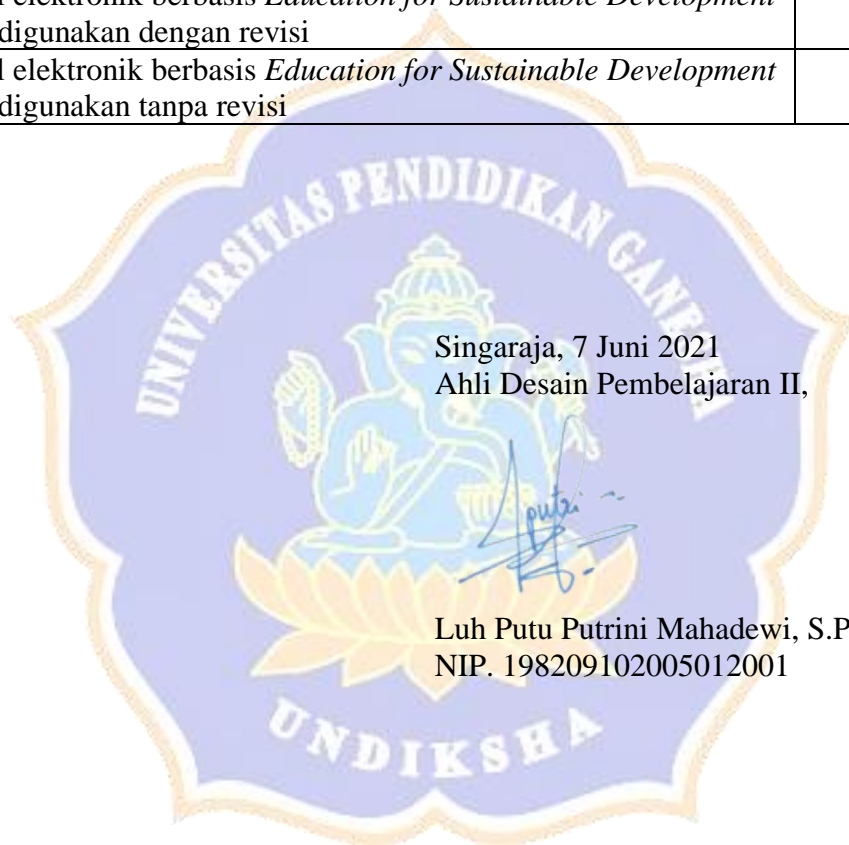 l elektronik berbasis Education for Sustainable Development
digunakan dengan revisi
l elektronik berbasis Education for Sustainable Development
digunakan tanpa revisi
UNIVERSITAS PENDIDIKAN GANESHA
Singaraja, 7 Juni 2021
Ahli Desain Pembelajaran II,
putri
Luh Putu Putrini Mahadewi, S.P
NIP. 198209102005012001
UNDIKSHA